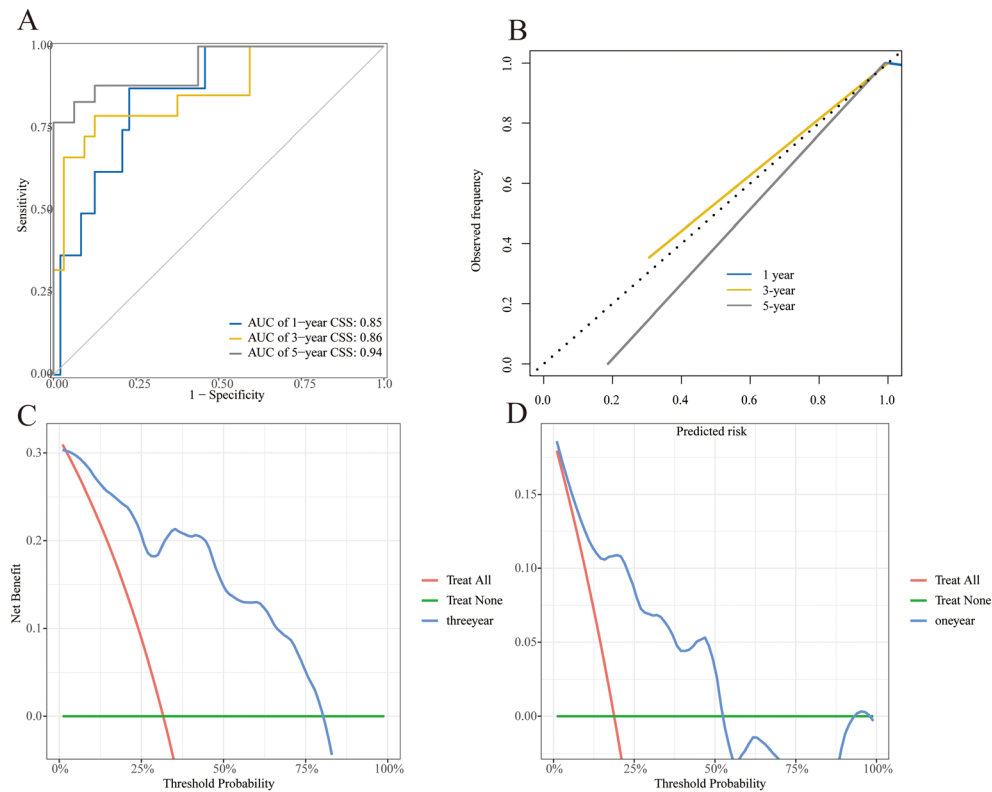 A
1.00
0.75
0.50
0.25
0.00
Sensitivity
0.00 0.25 0.50 0.75 1.0
1 − Specificity
AUC of 1−year CSS: 0.85
AUC of 3−year CSS: 0.86
AUC of 5−year CSS: 0.94
B
1.0
0.8
0.6
0.4
0.2
0.0
Observed frequency
1 year
3-year
5-year
0.0 0.2 0.4 0.6 0.8 1.0
Predicted risk
C
0.3
0.2
0.1
0.0
Net Benefit
0% 25% 50% 75% 100%
Threshold Probability
Treat All
Treat None
threeyear
D
0.15
0.10
0.05
0.00
0% 25% 50% 75% 100%
Threshold Probability
Treat All
Treat None
oneyear